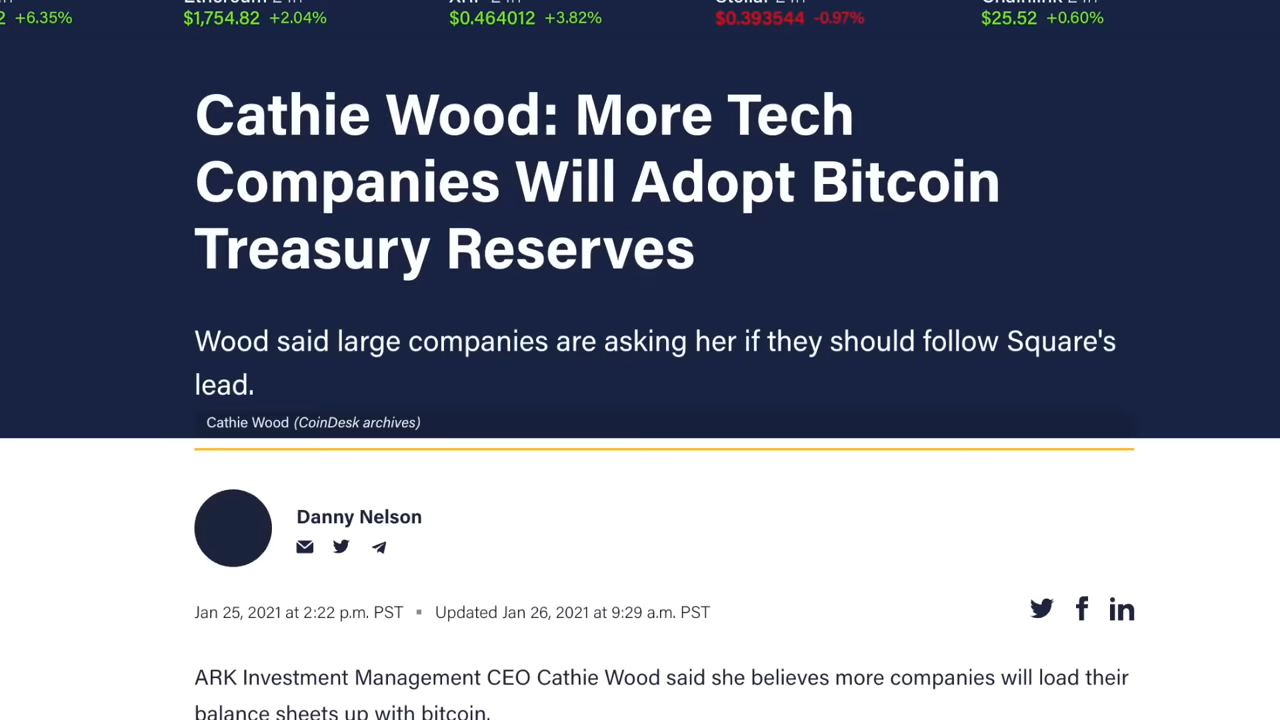 +6.35% $1,754.82 +2.04% $0.464012 +3.82% $0.393544 -0.97% $25.52 +0.60%
Cathie Wood: More Tech
Companies Will Adopt Bitcoin
Treasury Reserves
Wood said large companies are asking her if they should follow Square's
lead.
Cathie Wood (CoinDesk archives)
Danny Nelson
Jan 25, 2021 at 2:22 p.m. PST ▪ Updated Jan 26, 2021 at 9:29 a.m. PST
ARK Investment Management CEO Cathie Wood said she believes more companies will load their
balance sheets up with bitcoin.